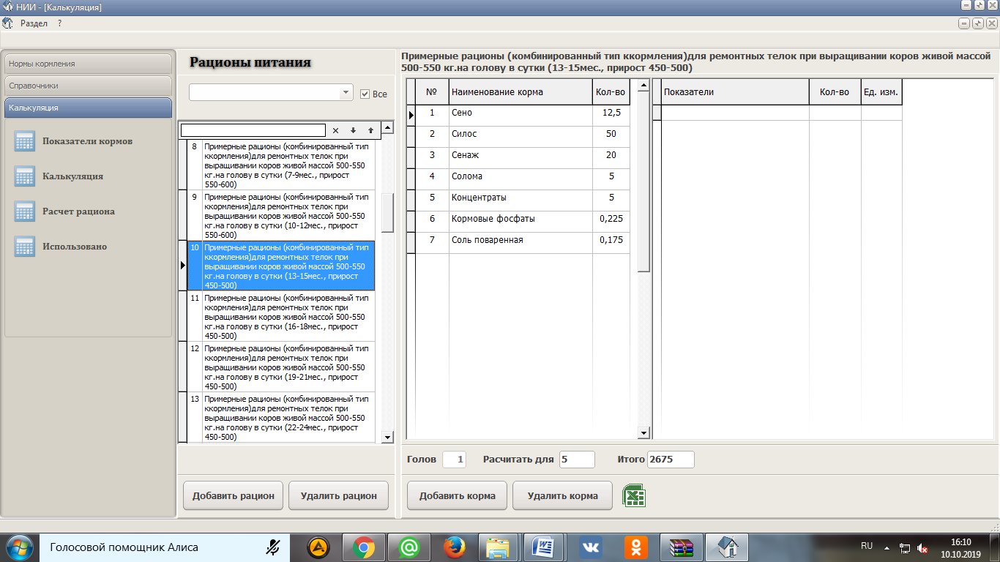 НИИ - [Калькуляция]
Раздел ?
Нормы кормления
Справочники
Калькуляция
Показатели кормов
Калькуляция
Расчет рациона
Использовано
Рационы питания
Все
8 Примерные рационы (комбинированный тип
ккормления)для ремонтных телок при
выращивании коров живой массой 500-550
кг.на голову в сутки (7-9мес., прирост
550-600)
9 Примерные рационы (комбинированный тип
ккормления)для ремонтных телок при
выращивании коров живой массой 500-550
кг.на голову в сутки (10-12мес., прирост
550-600)
10 Примерные рационы (комбинированный тип
ккормления)для ремонтных телок при
выращивании коров живой массой 500-550
кг.на голову в сутки (13-15мес., прирост
450-500)
11 Примерные рационы (комбинированный тип
ккормления)для ремонтных телок при
выращивании коров живой массой 500-550
кг.на голову в сутки (16-18мес., прирост
450-500)
12 Примерные рационы (комбинированный тип
ккормления)для ремонтных телок при
выращивании коров живой массой 500-550
кг.на голову в сутки (19-21мес., прирост
450-500)
13 Примерные рационы (комбинированный тип
ккормления)для ремонтных телок при
выращивании коров живой массой 500-550
кг.на голову в сутки (22-24мес., прирост
450-500)
Добавить рацион Удалить рацион
Примерные рационы (комбинированный тип ккормления)для ремонтных телок при выращивании коров живой массой
500-550 кг.на голову в сутки (13-15мес., прирост 450-500)
№ Наименование корма Кол-во
1 Сено 12,5
2 Силос 50
3 Сенаж 20
4 Солома 5
5 Концентраты 5
6 Кормовые фосфаты 0,225
7 Соль поваренная 0,175
Показатели Кол-во Ед. изм.
Голов 1 Расчитать для 5 Итого 2675
Добавить корма Удалить корма
Голосовой помощник Алиса
RU
16:10
10.10.2019